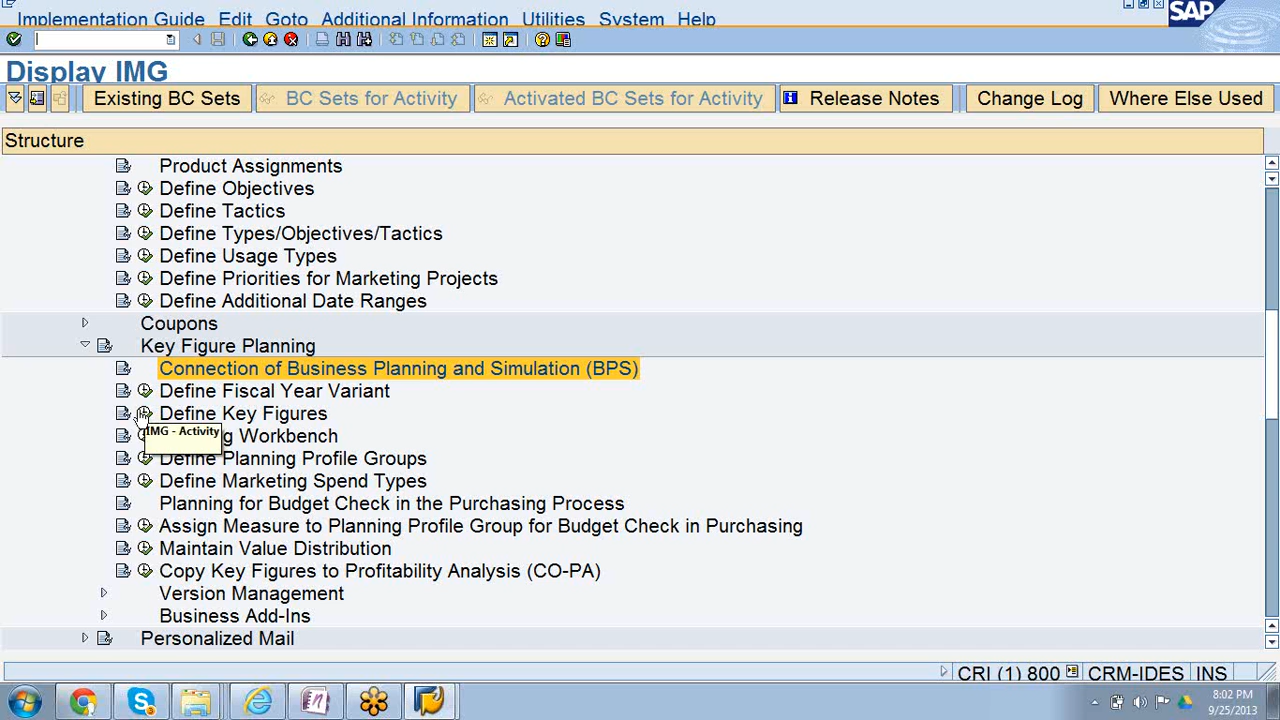 Implementation Guide Edit Goto Additional Information Utilities System Help
SAP
Display IMG
Existing BC Sets BC Sets for Activity Activated BC Sets for Activity Release Notes Change Log Where Else Used
Structure
Product Assignments
Define Objectives
Define Tactics
Define Types/Objectives/Tactics
Define Usage Types
Define Priorities for Marketing Projects
Define Additional Date Ranges
Coupons
Key Figure Planning
Connection of Business Planning and Simulation (BPS)
Define Fiscal Year Variant
Define Key Figures
IMG - Activity
g Workbench
Define Planning Profile Groups
Define Marketing Spend Types
Planning for Budget Check in the Purchasing Process
Assign Measure to Planning Profile Group for Budget Check in Purchasing
Maintain Value Distribution
Copy Key Figures to Profitability Analysis (CO-PA)
Version Management
Business Add-Ins
Personalized Mail
CRI (1) 800 CRM-IDES INS
8:02 PM
9/25/2013